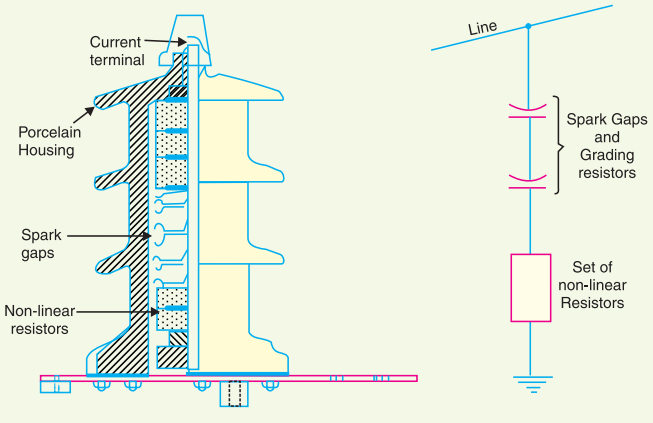 Current
terminal
Porcelain
Housing
Spark
gaps
Non-linear
resistors
Line
Spark Gaps
and
Grading
resistors
Set of
non-linear
Resistors